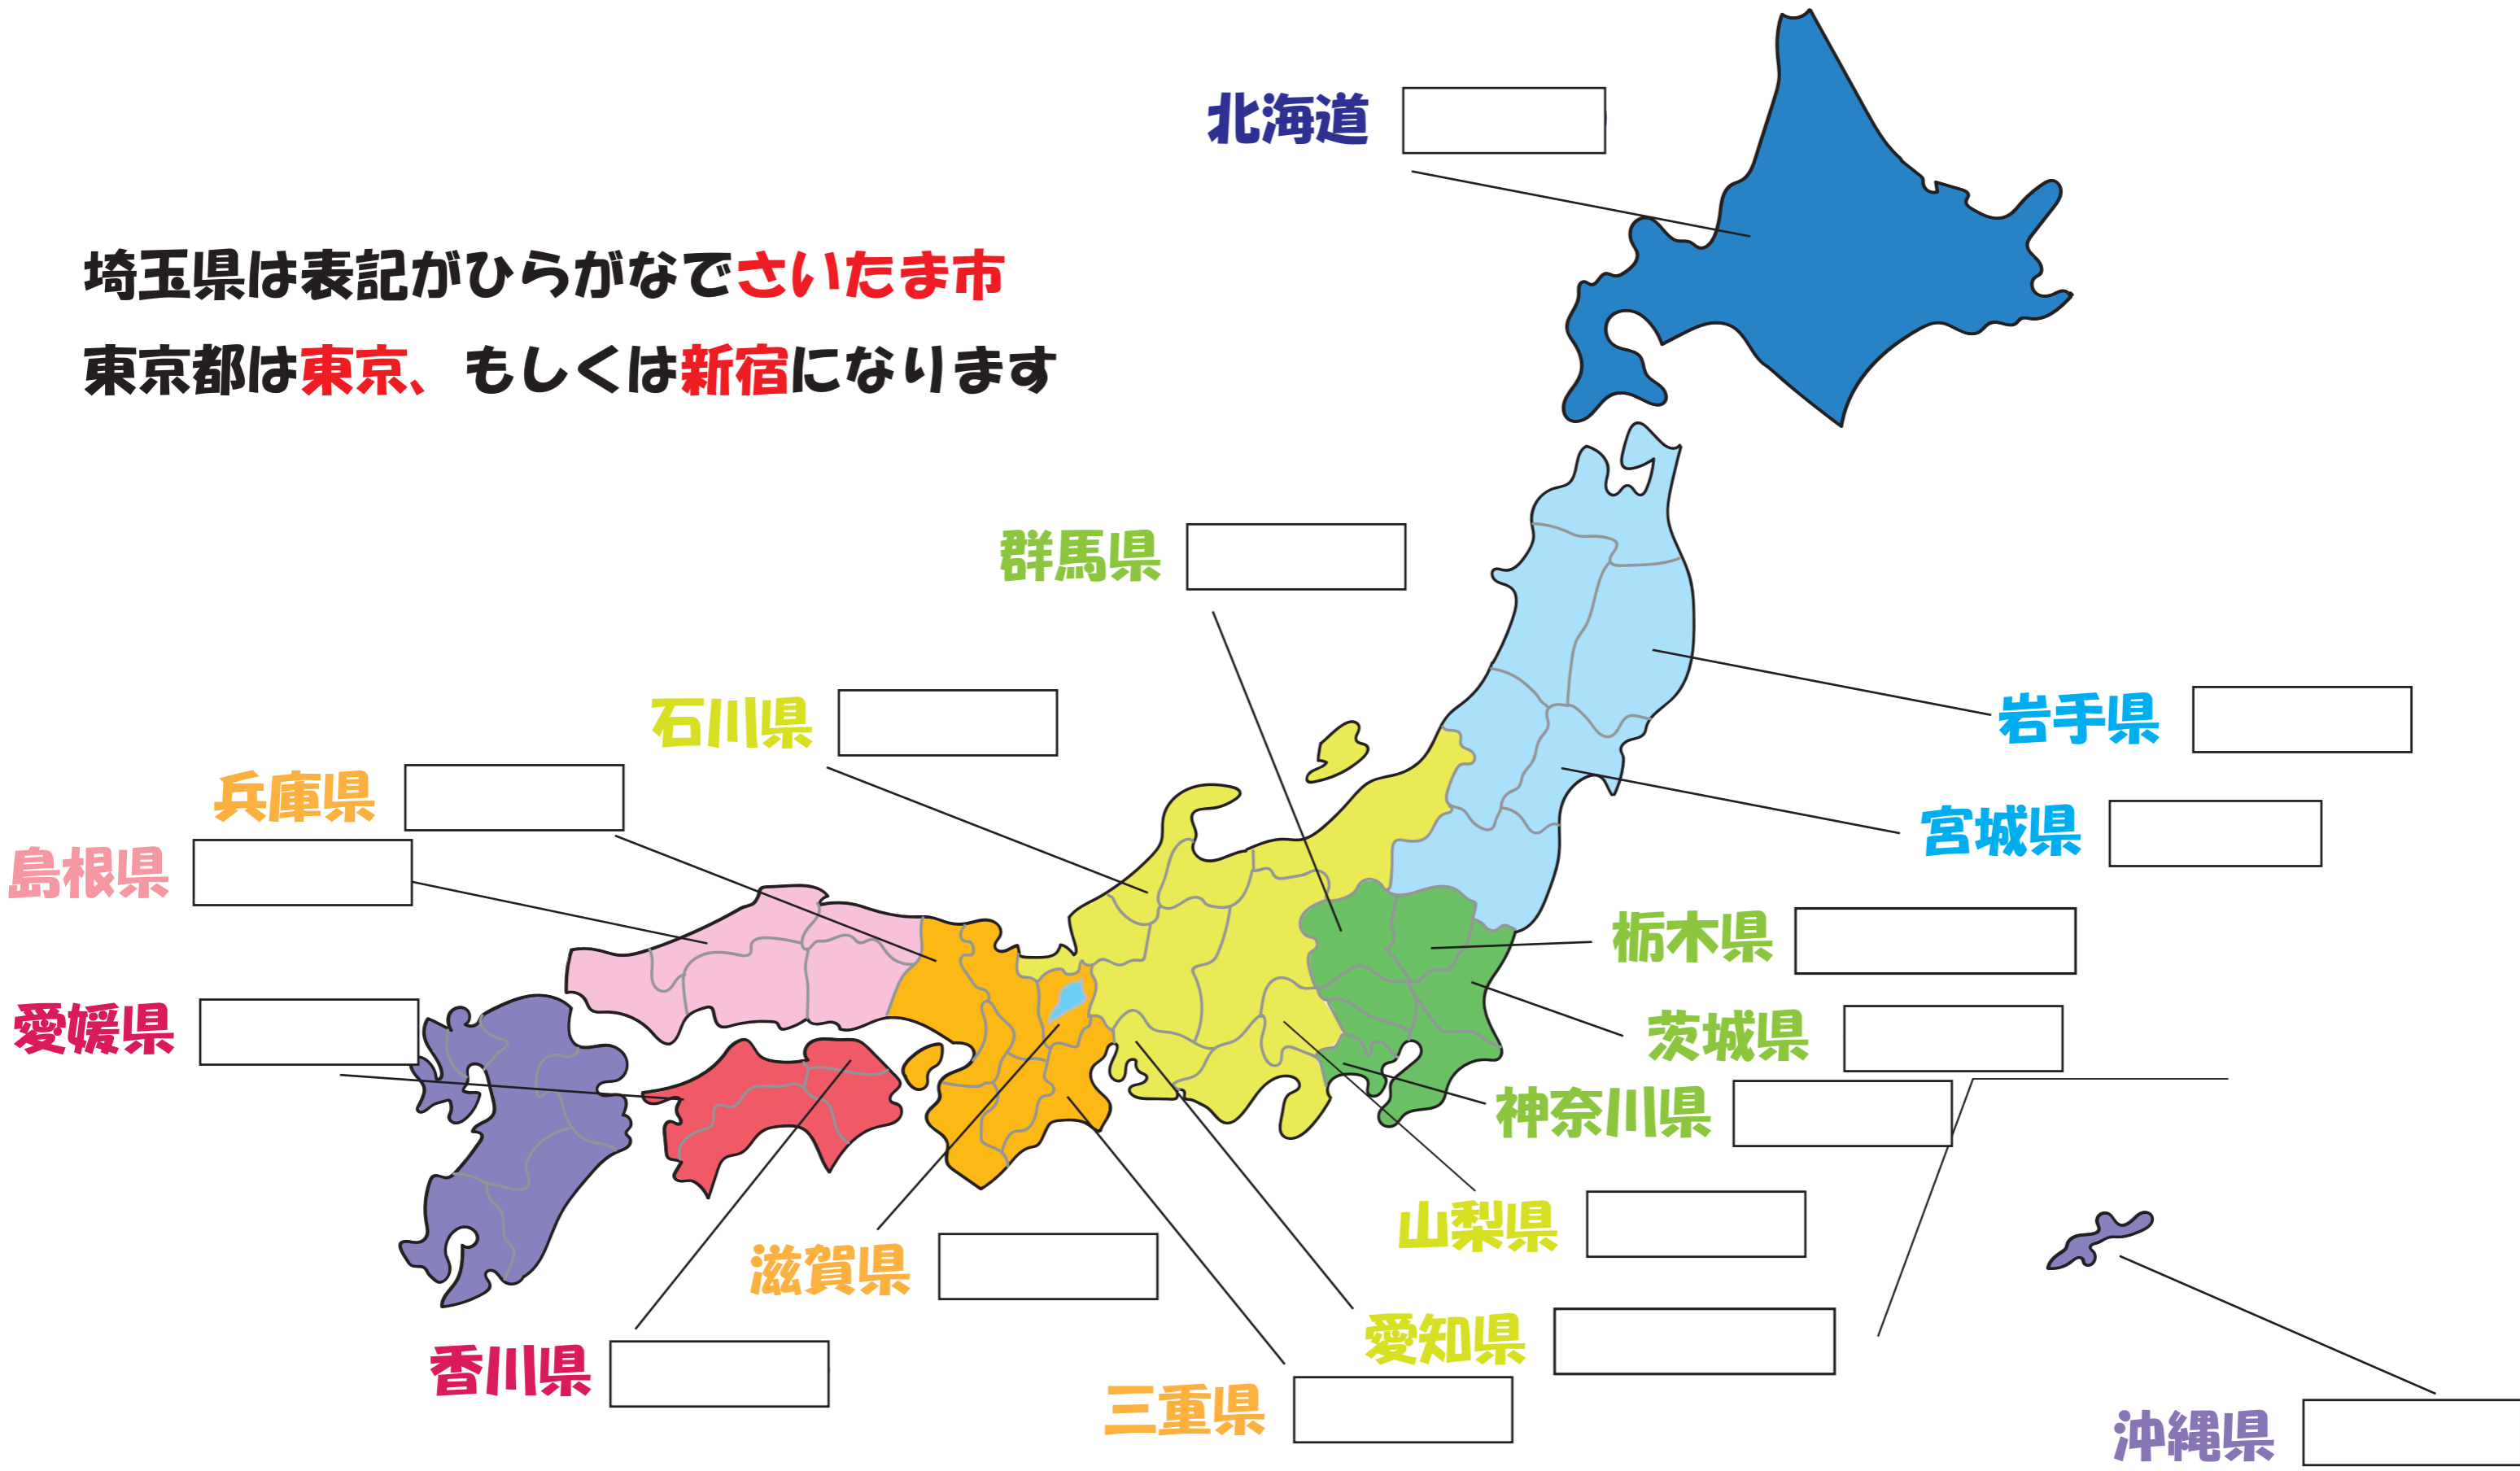 北海道
埼玉県は表記がひらがなでさいたま市
東京都は東京、もしくは新宿になります
群馬県
石川県
岩手県
兵庫県
宮城県
島根県
栃木県
愛媛県
茨城県
神奈川県
山梨県
滋賀県
愛知県
香川県
三重県
沖縄県